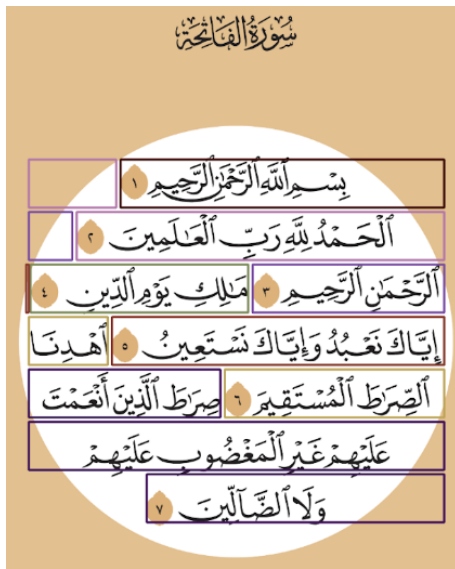 سُورَةُ الفَاتِحَةِ
بِسْمِ ٱللَّهِ ٱلرَّحْمَٰنِ ٱلرَّحِيمِ ١
ٱلْحَمْدُ لِلَّهِ رَبِّ ٱلْعَٰلَمِينَ ٢
ٱلرَّحْمَٰنِ ٱلرَّحِيمِ ٣ مَٰلِكِ يَوْمِ ٱلدِّينِ ٤
إِيَّاكَ نَعْبُدُ وَإِيَّاكَ نَسْتَعِينُ ٥ ٱهْدِنَا
ٱلصِّرَٰطَ ٱلْمُسْتَقِيمَ ٦ صِرَٰطَ ٱلَّذِينَ أَنْعَمْتَ
عَلَيْهِمْ غَيْرِ ٱلْمَغْضُوبِ عَلَيْهِمْ
وَلَا ٱلضَّآلِّينَ ٧